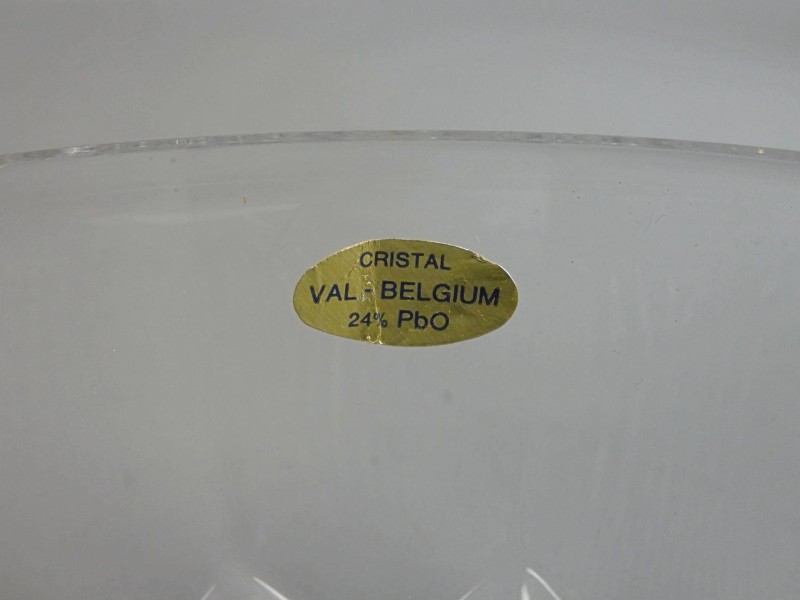 CRISTAL
VAL - BELGIUM
24% PbO